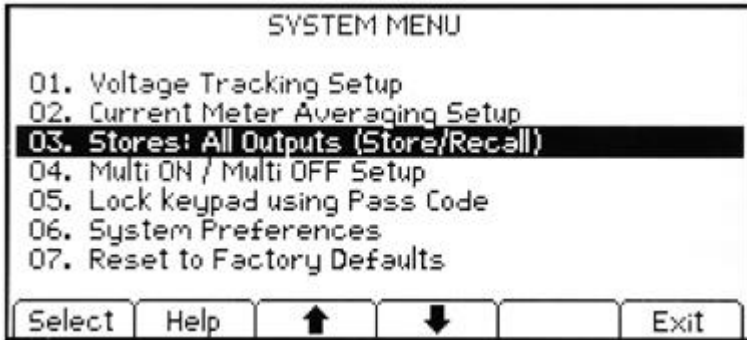 SYSTEM MENU
01. Voltage Tracking Setup
02. Current Meter Averaging Setup
03. Stores: All Outputs (Store/Recall)
04. Multi ON / Multi OFF Setup
05. Lock keypad using Pass Code
06. System Preferences
07. Reset to Factory Defaults
Select Help ↑ ↓ Exit